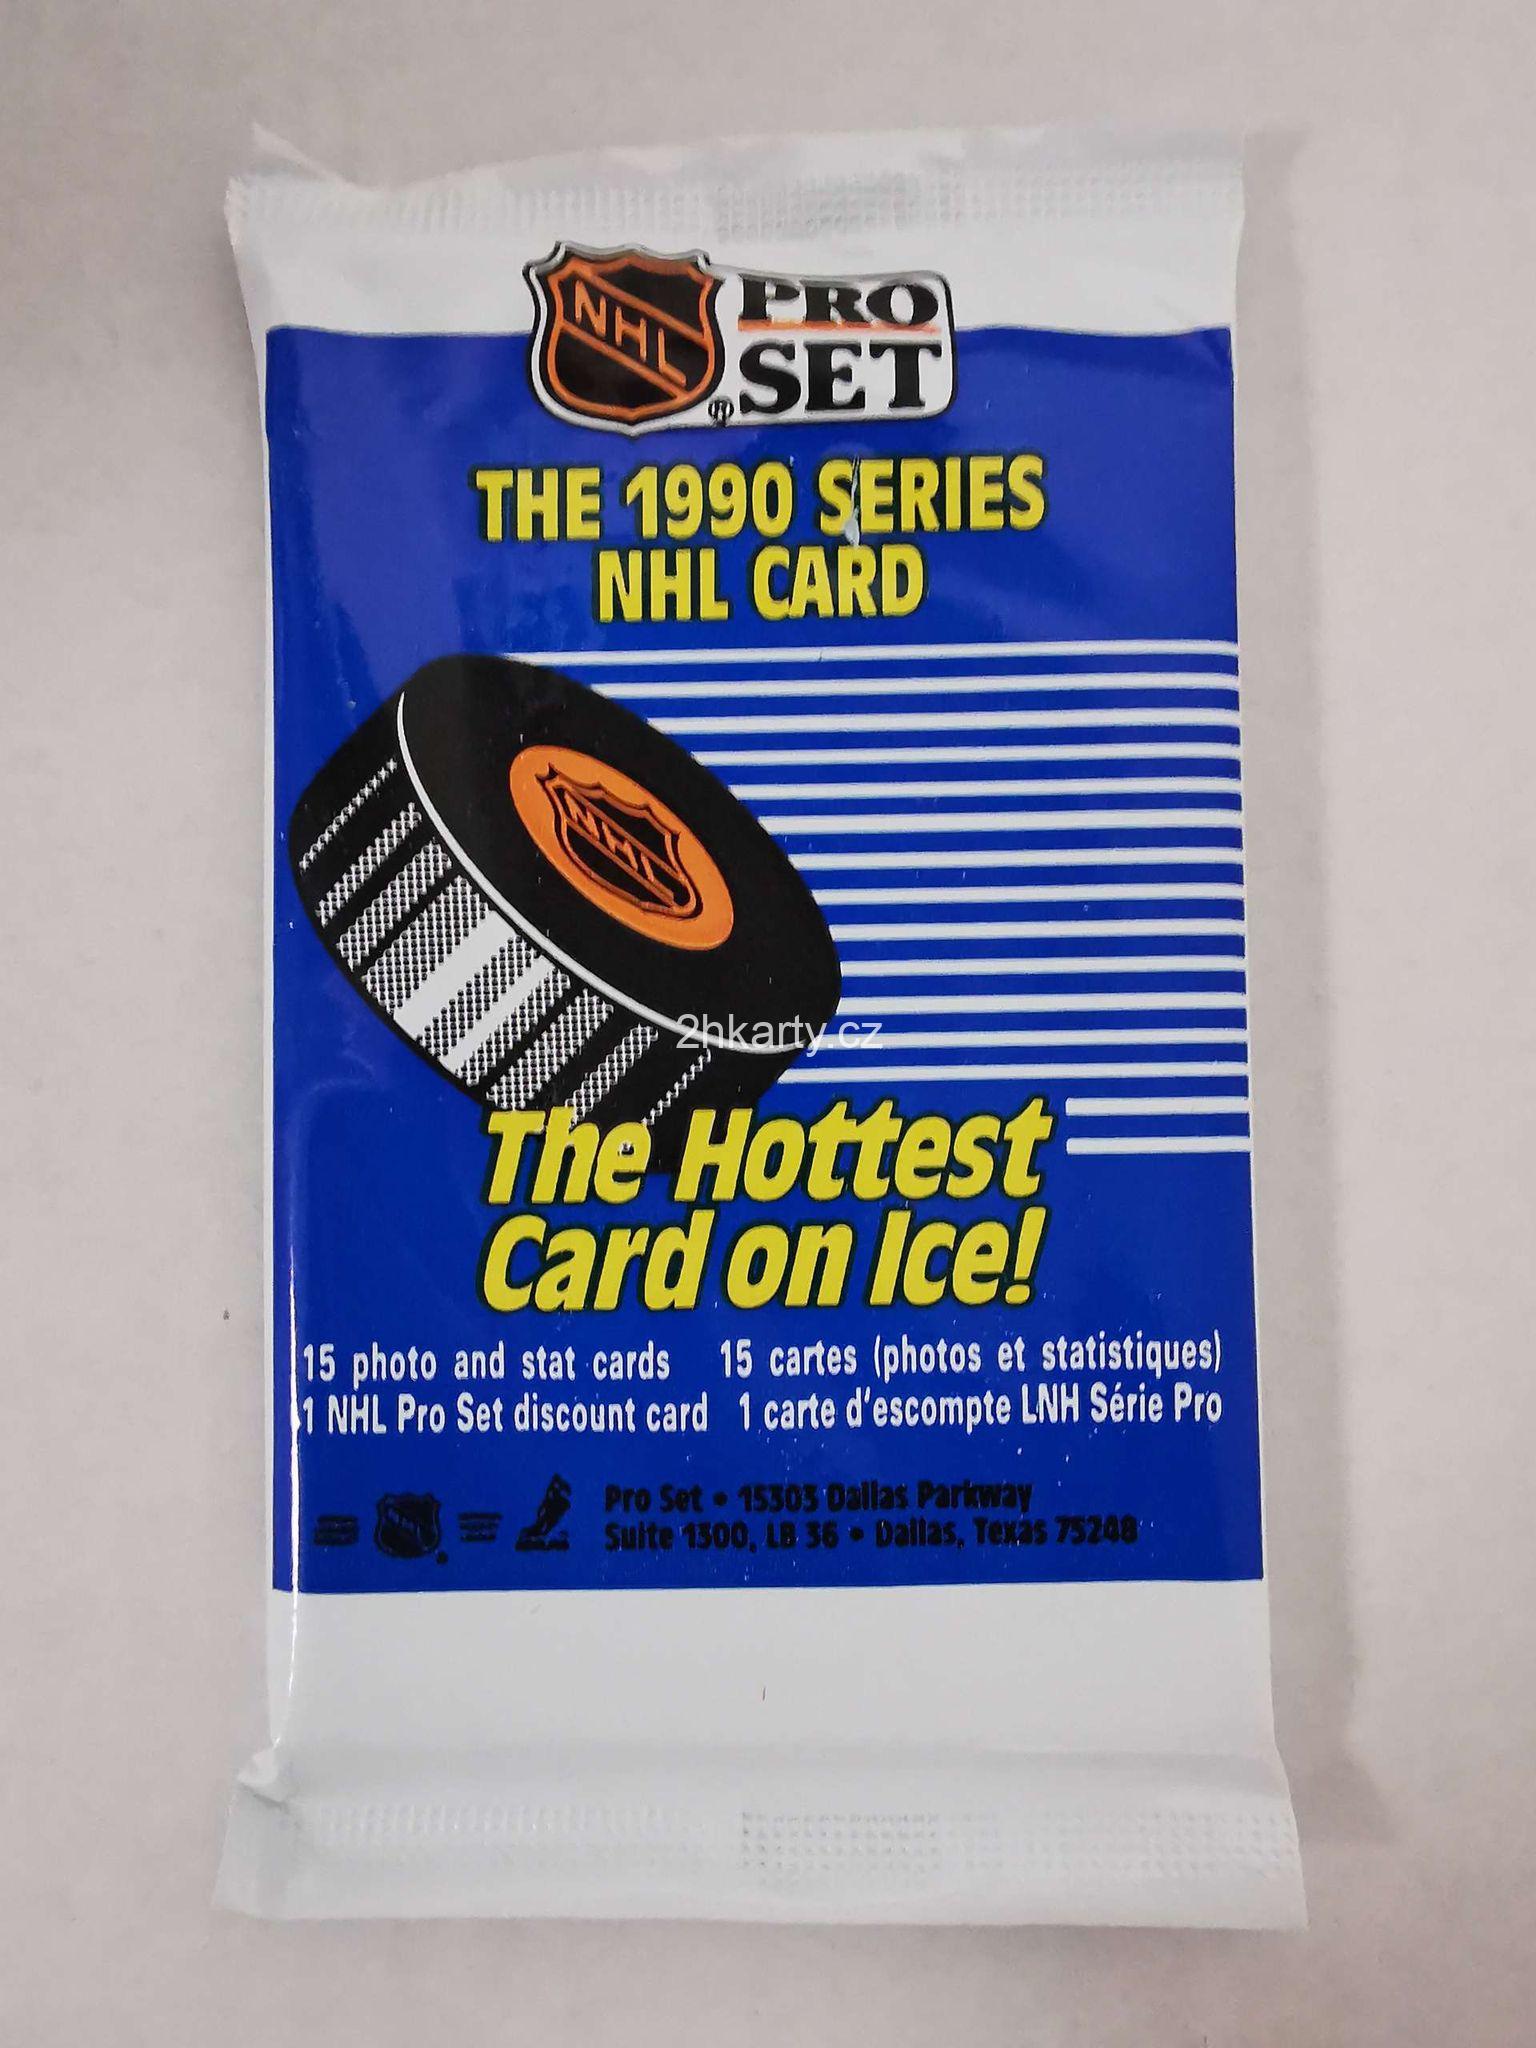 NHL
PRO
SET
®
THE 1990 SERIES
NHL CARD
NHL
2hkarty.cz
The Hottest
Card on Ice!
15 photo and stat cards 15 cartes (photos et statistiques)
1 NHL Pro Set discount card 1 carte d'escompte LNH Série Pro
NHL
Pro Set • 15303 Dallas Parkway
Suite 1300, LB 36 • Dallas, Texas 75248